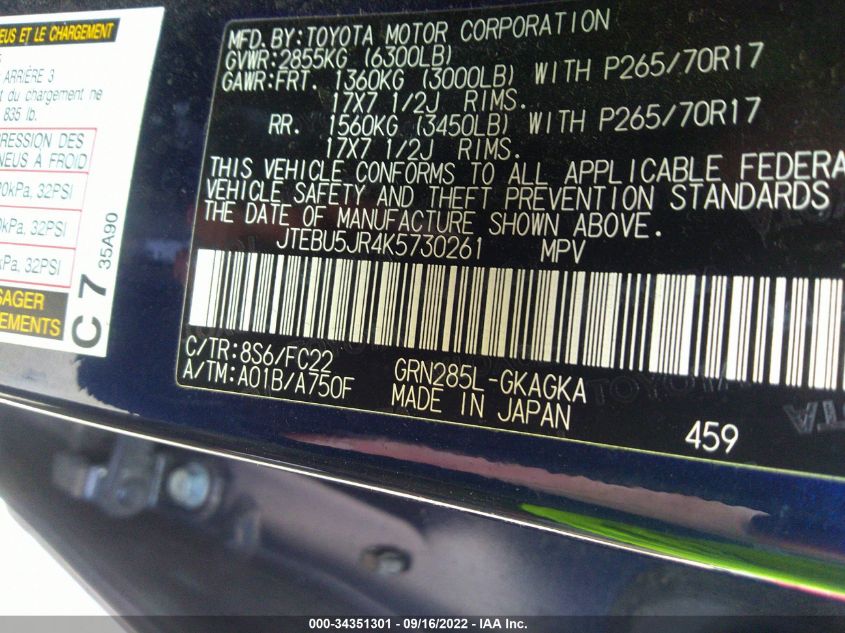 EUS ET LE CHARGEMENT
ARRIÈRE 3
du chargement ne
835 lb.
PRESSION DES
NEUS À FROID
0kPa, 32PSI
0kPa, 32PSI
kPa, 32PSI
SAGER
EMENTS
C7
35A90
MFD.BY:TOYOTA MOTOR CORPORATION
GVWR:2855KG (6300LB)
GAWR:FRT. 1360KG (3000LB) WITH P265/70R17
17X7 1/2J RIMS.
RR. 1560KG (3450LB) WITH P265/70R17
17X7 1/2J RIMS.
THIS VEHICLE CONFORMS TO ALL APPLICABLE FEDERA
VEHICLE SAFETY AND THEFT PREVENTION STANDARDS
THE DATE OF MANUFACTURE SHOWN ABOVE.
JTEBU5JR4K5730261 MPV
C/TR:8S6/FC22 GRN285L-GKAGKA
A/TM:A01B/A750F MADE IN JAPAN
459
000-34351301 - 09/16/2022 - IAA Inc.